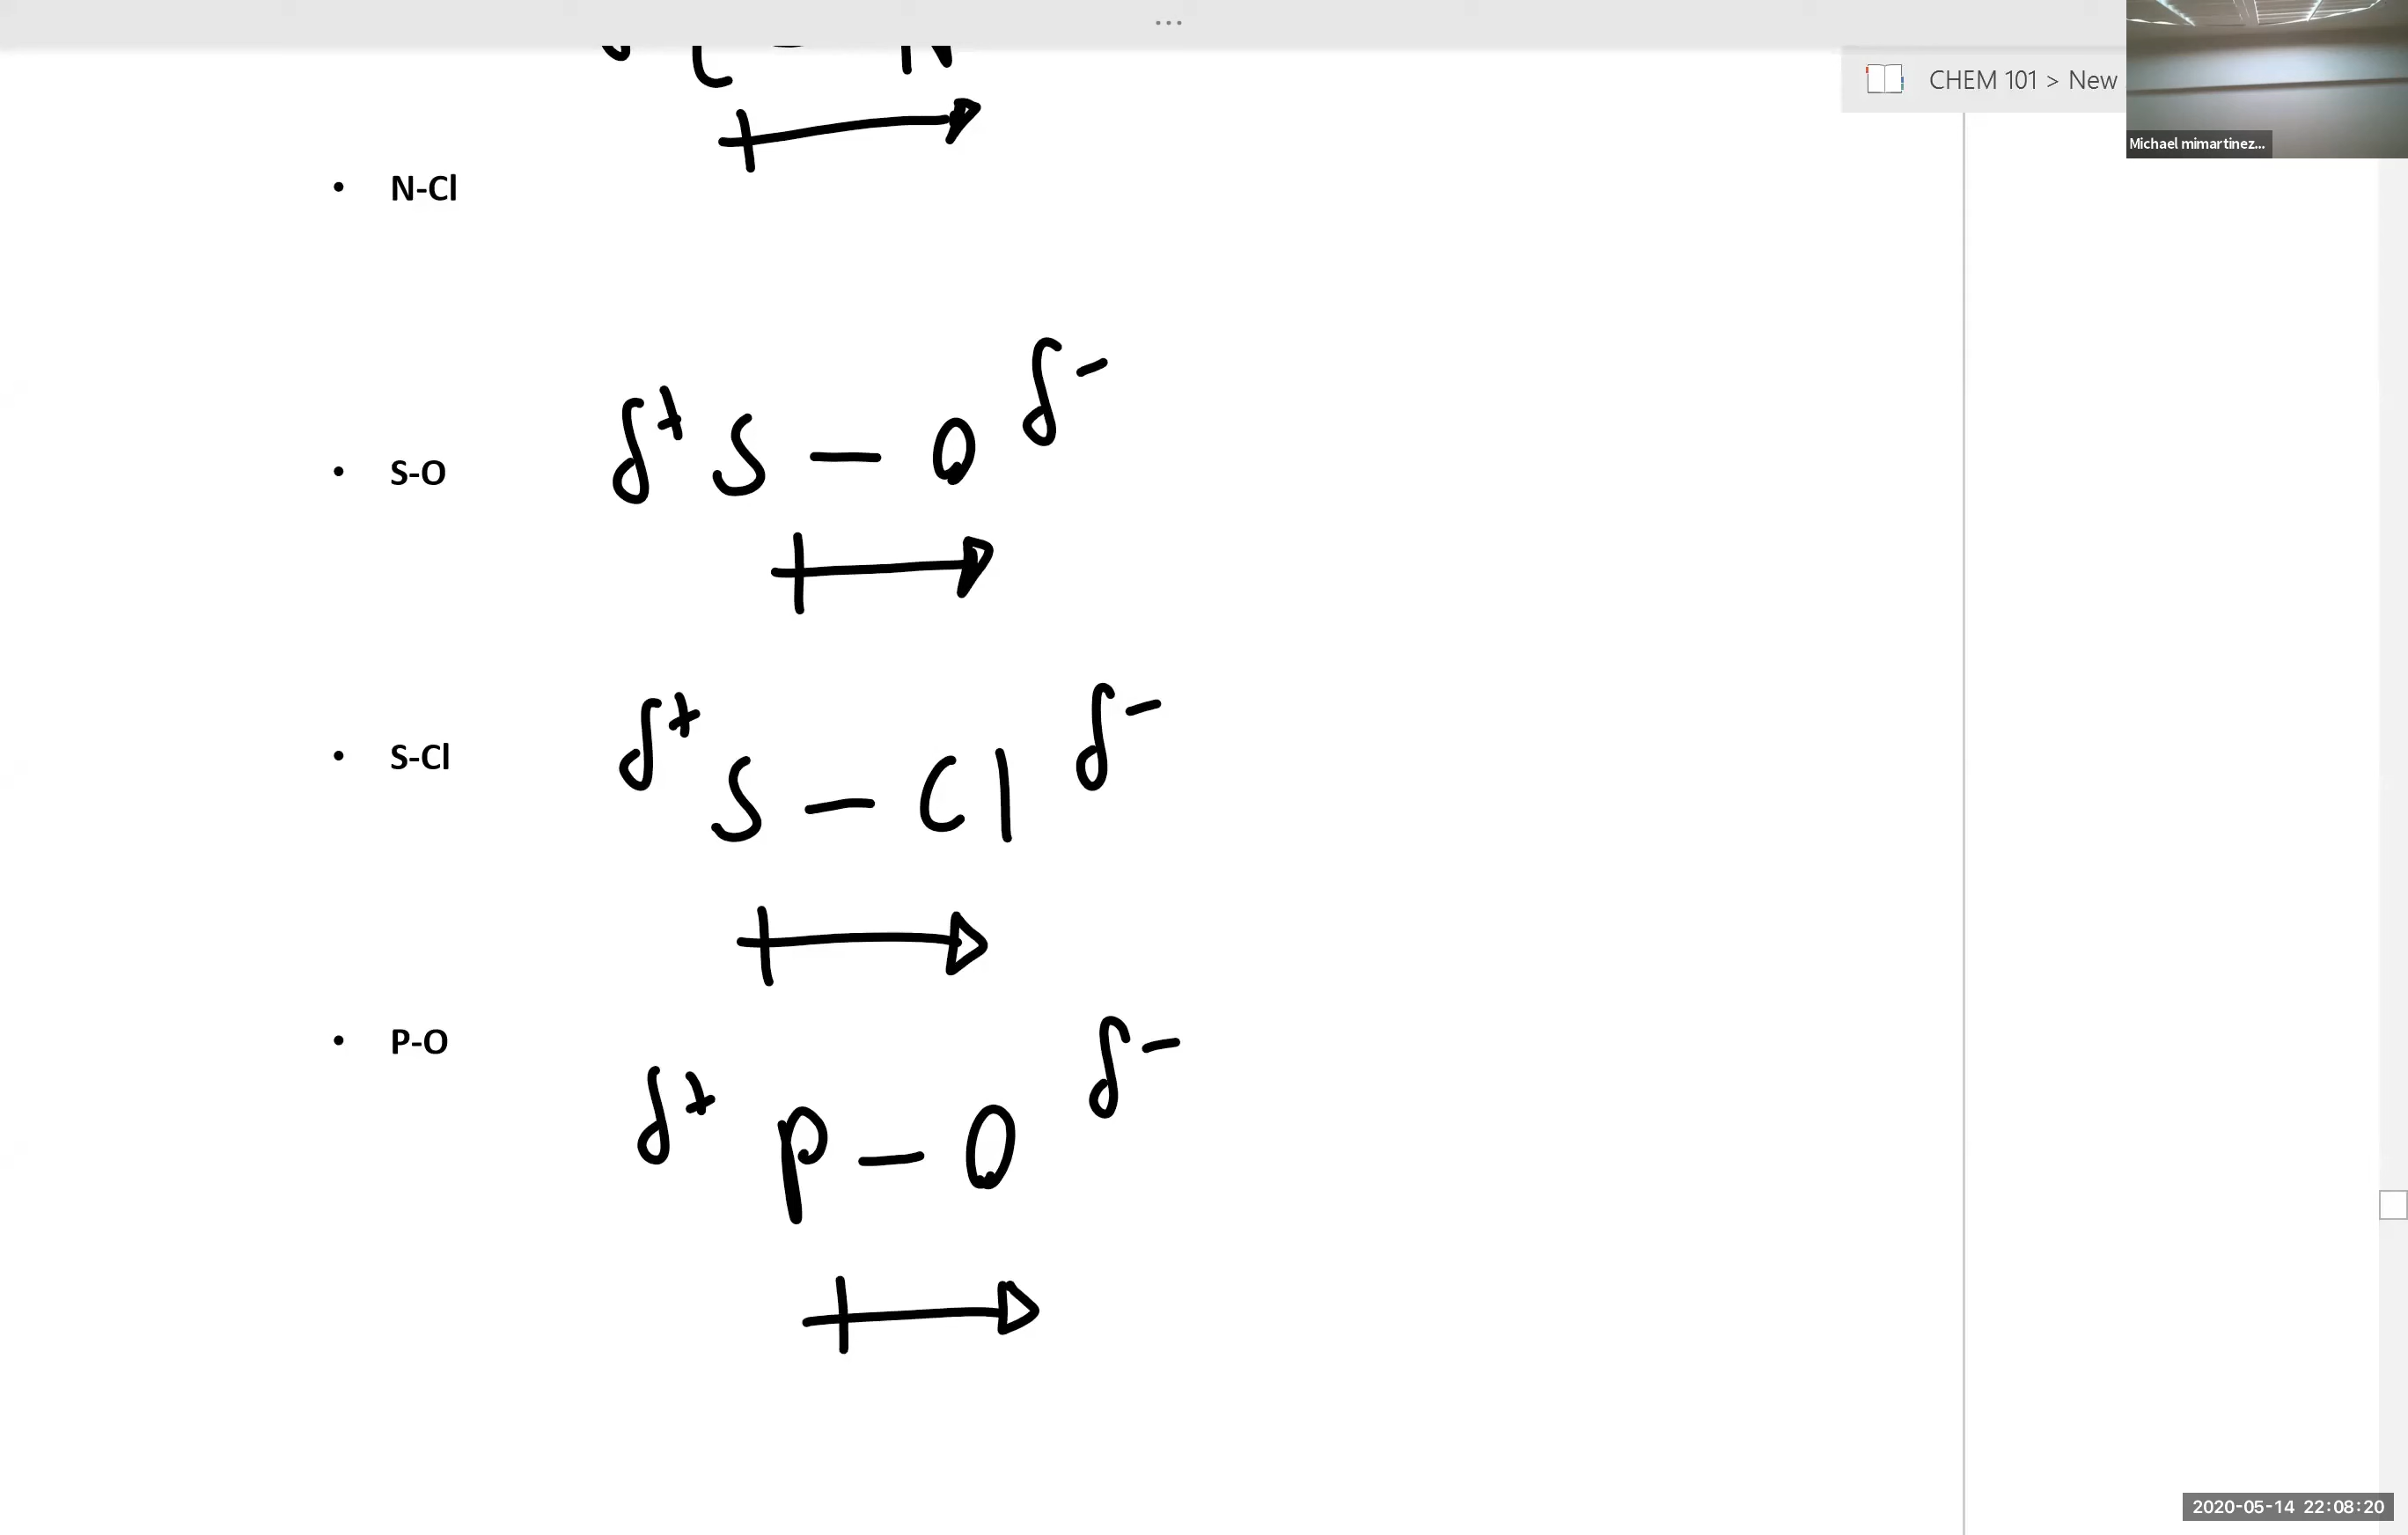 ...
CHEM 101 > New
Michael mimartinez...
• N-Cl
• S-O
δ+ S – O δ-
• S-Cl
δ+ S – Cl δ-
• P-O
δ+ P – O δ-
2020-05-14 22:08:20